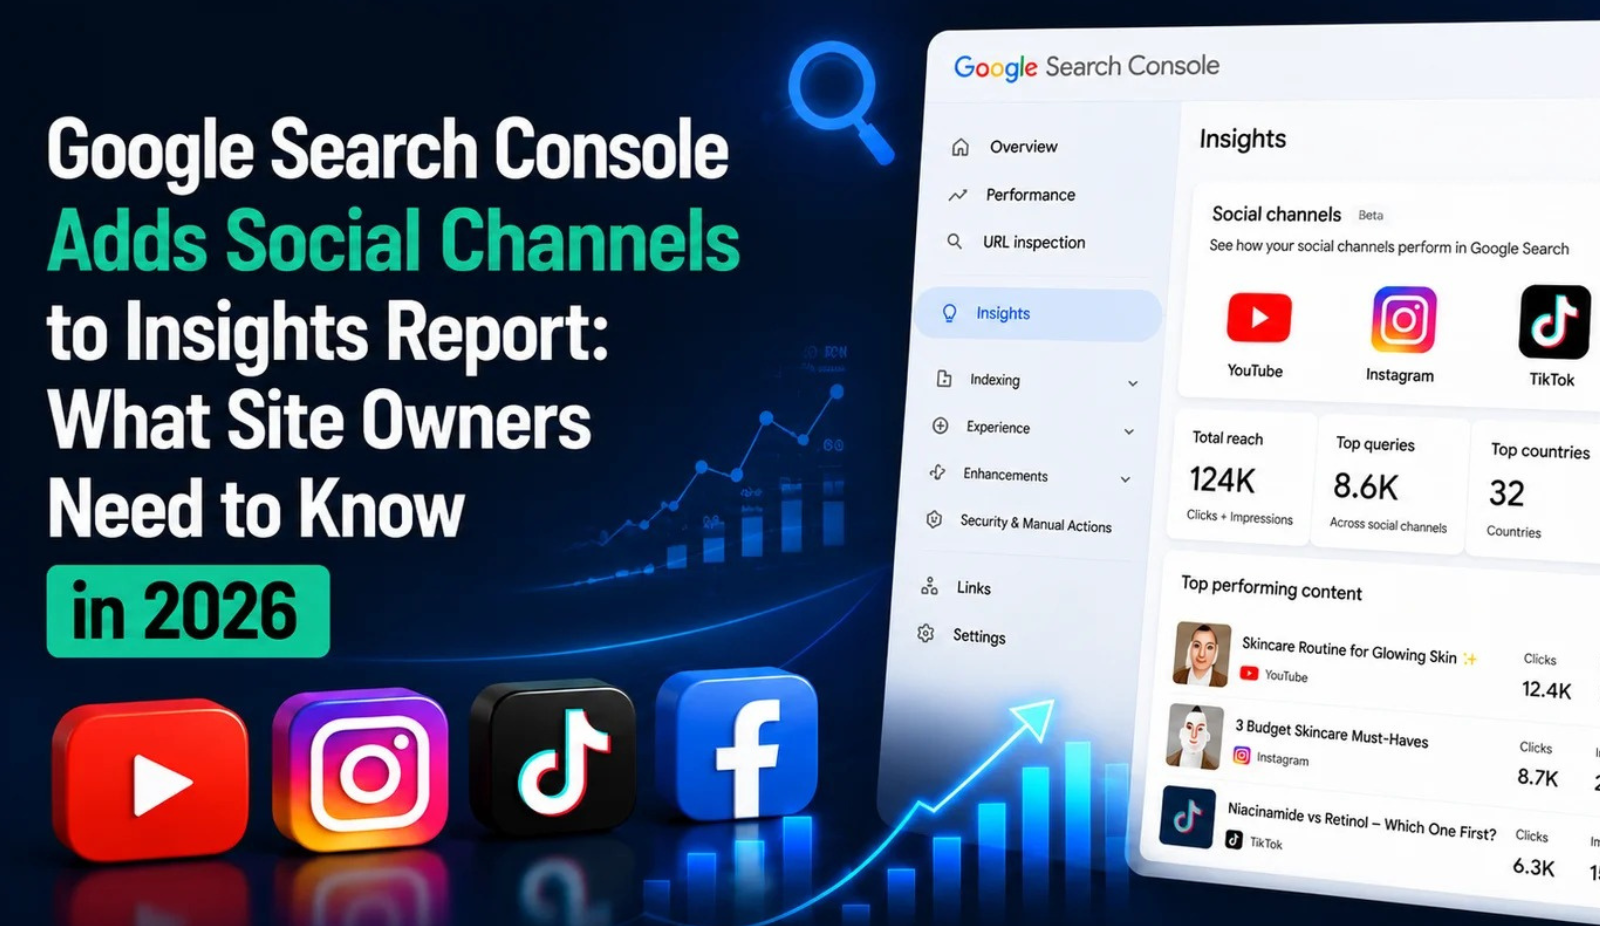 Google Search Console
Adds Social Channels
to Insights Report:
What Site Owners
Need to Know
in 2026
Google Search Console
Overview
Performance
URL inspection
Insights
Indexing
Experience
Enhancements
Security & Manual Actions
Links
Settings
Insights
Social channels Beta
See how your social channels perform in Google Search
YouTube
Instagram
TikTok
Total reach
124K
Clicks + Impressions
Top queries
8.6K
Across social channels
Top countries
32
Countries
Top performing content
Skincare Routine for Glowing Skin ✨
YouTube
Clicks
12.4K
3 Budget Skincare Must-Haves
Instagram
Clicks
8.7K
Niacinamide vs Retinol – Which One First?
TikTok
Clicks
6.3K